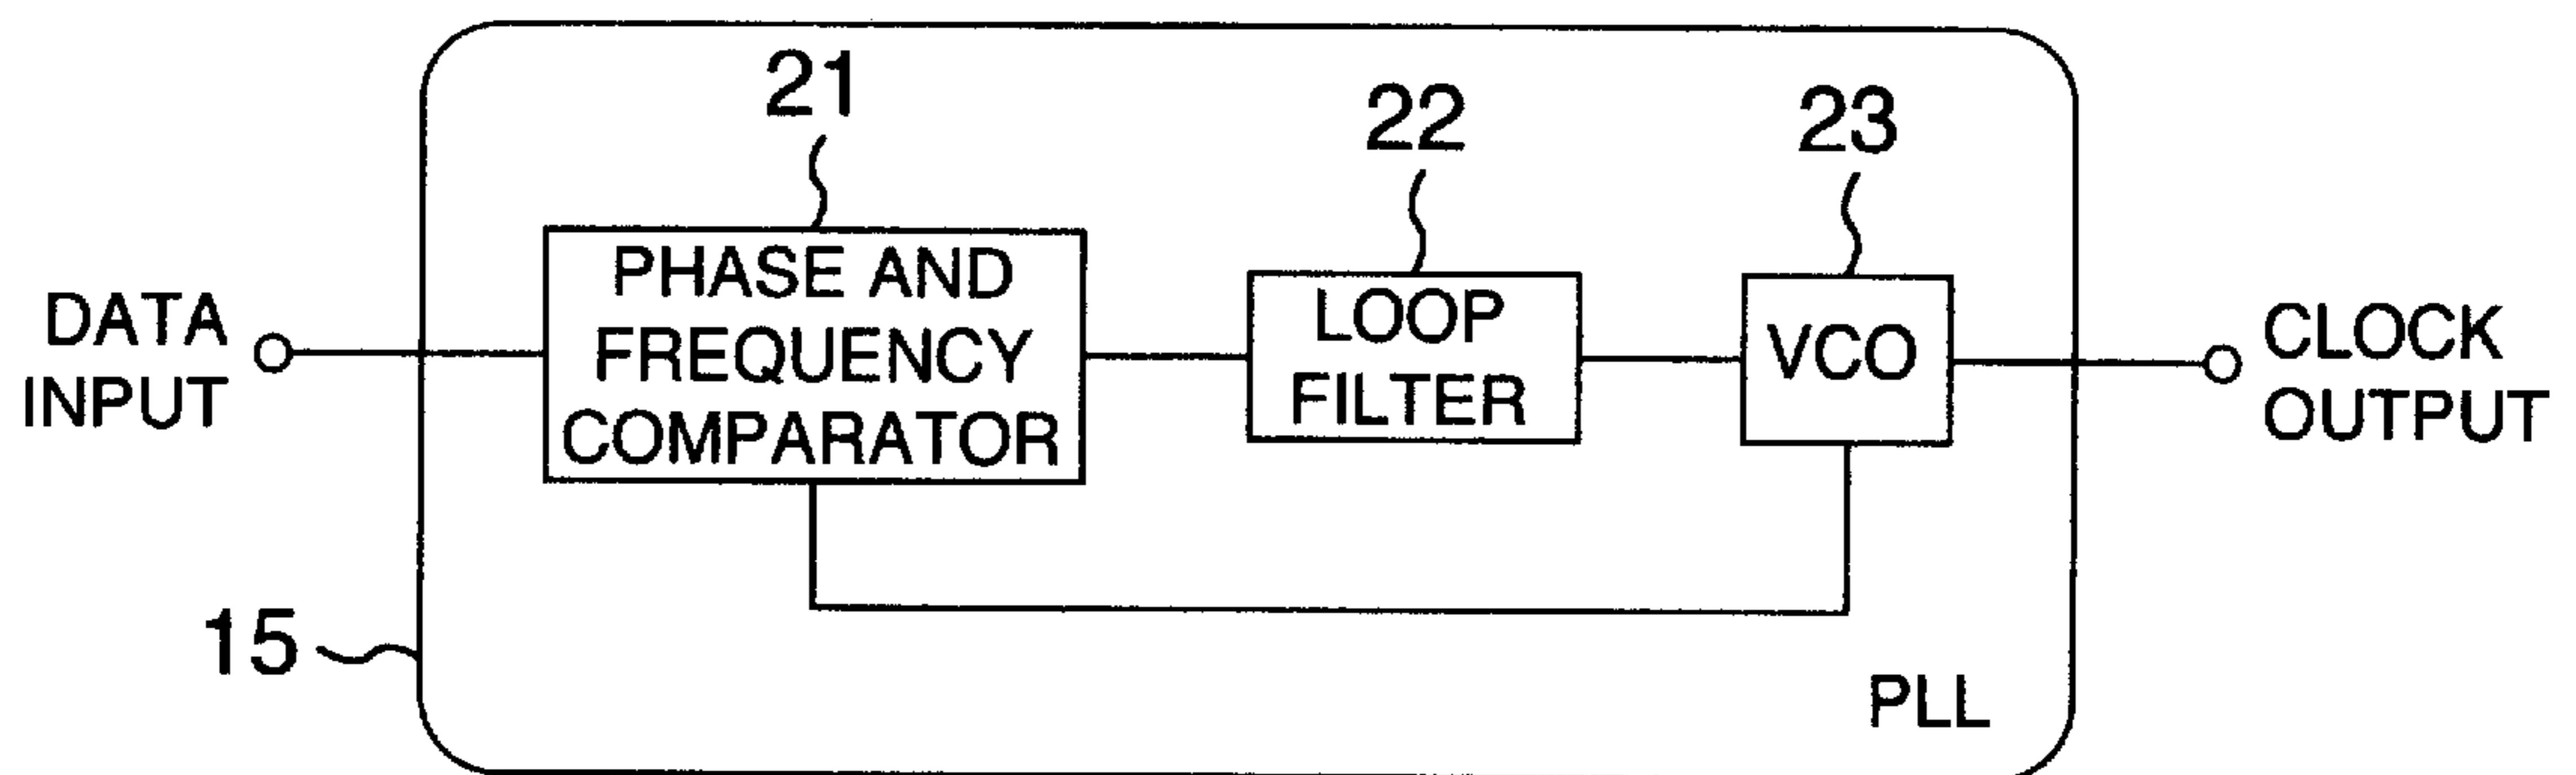 21
22
23
DATA
INPUT
PHASE AND
FREQUENCY
COMPARATOR
LOOP
FILTER
VCO
CLOCK
OUTPUT
15
PLL